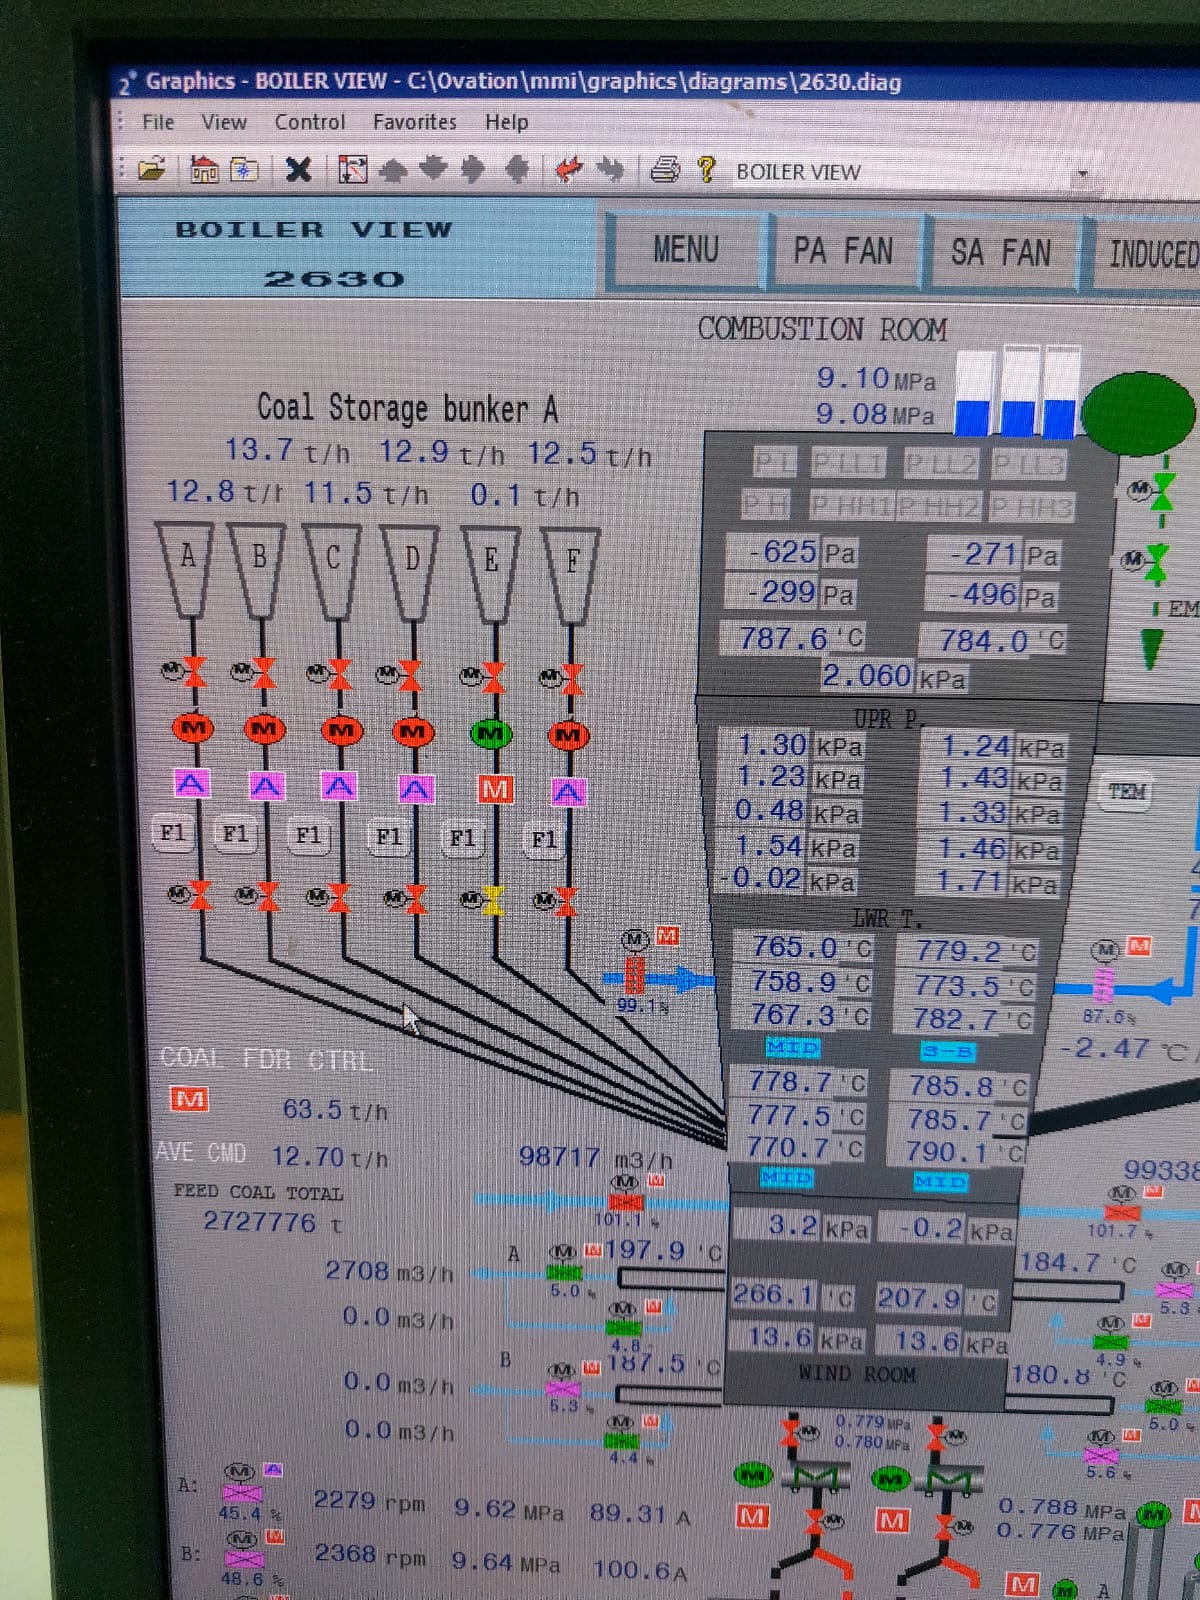 Graphics - BOILER VIEW - C:\Ovation\mmi\graphics\diagrams\2630.diag
File View Control Favorites Help
BOILER VIEW
BOILER VIEW
2630
MENU PA FAN SA FAN INDUCED
COMBUSTION ROOM
9.10 MPa
9.08 MPa
Coal Storage bunker A
13.7 t/h 12.9 t/h 12.5 t/h
12.8 t/h 11.5 t/h 0.1 t/h
P L P LL1 P LL2 P LL3
P H P HH1 P HH2 P HH3
A B C D E F
-625 Pa -271 Pa
-299 Pa -496 Pa
EM
787.6 'C 784.0 'C
2.060 kPa
M M M M M M
UPR P.
M M M M M M
1.30 kPa 1.24 kPa
1.23 kPa 1.43 kPa
A A A A M A
TEM
0.48 kPa 1.33 kPa
F1 F1 F1 F1 F1 F1
1.54 kPa 1.46 kPa
-0.02 kPa 1.71 kPa
M M M M M M
LWR T.
M M M M
765.0 'C 779.2 'C
758.9 'C 773.5 'C
99.1 %
767.3 'C 782.7 'C
87.6 %
MID S-B
-2.47 °C/
COAL FDR CTRL
778.7 'C 785.8 'C
M 63.5 t/h
777.5 'C 785.7 'C
AVE CMD 12.70 t/h
770.7 'C 790.1 'C
98717 m3/h
99338
MID MID
FEED COAL TOTAL
2727776 t
M M M M
101.1 % 101.7 %
3.2 kPa -0.2 kPa
A M M 197.9 'C 184.7 'C M
2708 m3/h
5.0 % 5.3
266.1 'C 207.9 'C
0.0 m3/h
M M M M
4.8 4.9 %
13.6 kPa 13.6 kPa
B M M 187.5 'C 180.8 'C M M
WIND ROOM
0.0 m3/h
5.3 % 5.0 %
0.0 m3/h
M M M M
4.4 % 5.6 %
0.779 MPa
0.780 MPa
M M
A: M A
45.4 %
2279 rpm 9.62 MPa 89.31 A
M M M M
0.788 MPa M M
0.776 MPa
B: M M
48.6 %
2368 rpm 9.64 MPa 100.6 A
M A